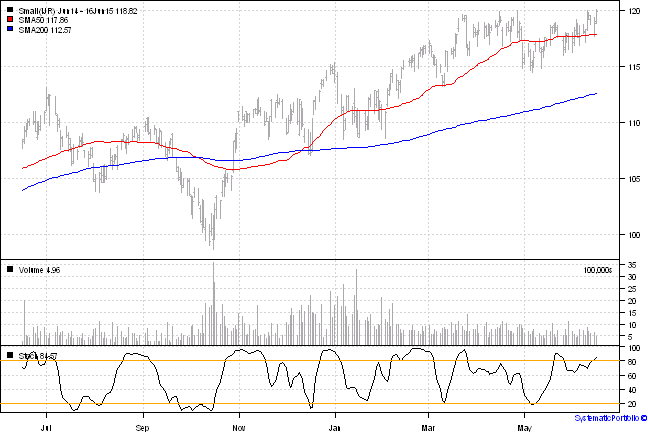 Small(IJR) Jun14 - 16Jun15 118.82
SMA50 117.86
SMA200 112.57
120
115
110
105
100
Volume 4.96
100,000s
35
30
25
20
15
10
5
Stoch 84.57
100
80
60
40
20
Jul
Sep
Nov
Jan
Mar
May
SystematicPortfolio ©